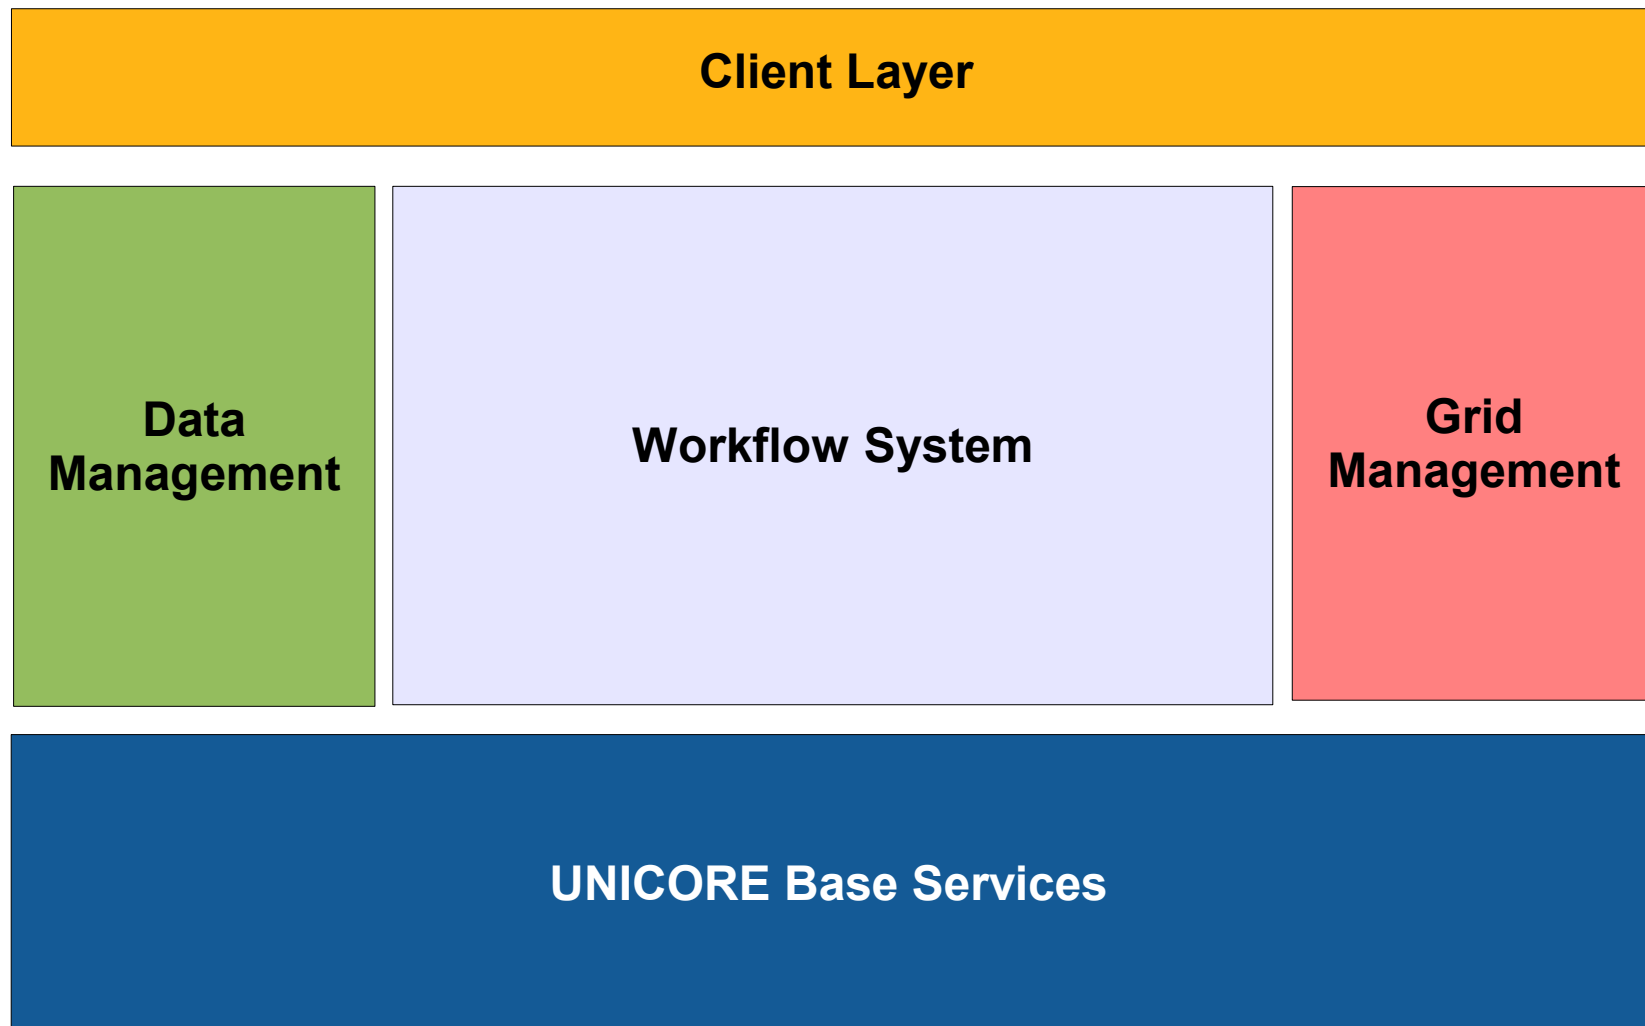 Client Layer
Data
Management
Workflow System
Grid
Management
UNICORE Base Services